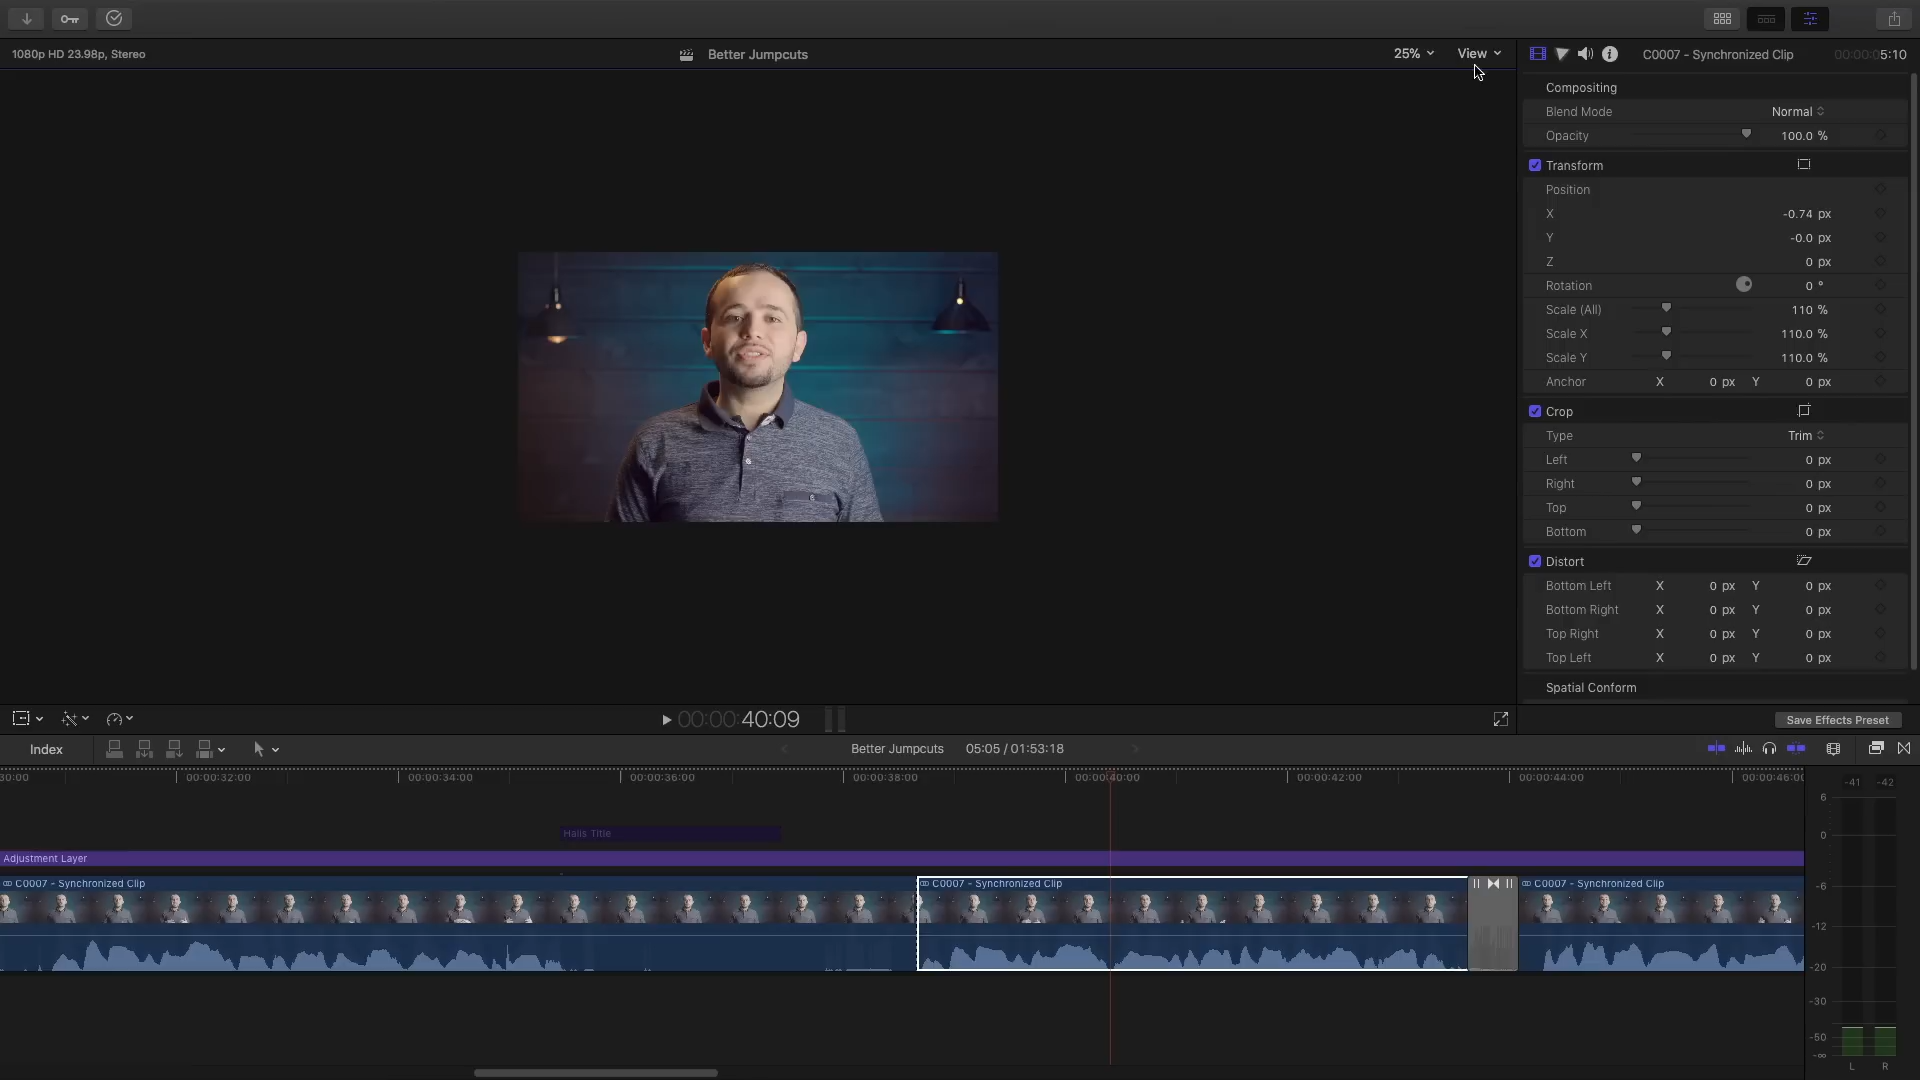 1080p HD 23.98p, Stereo
Better Jumpcuts
25%
View
C0007 - Synchronized Clip
00:00:05:10
Compositing
Blend Mode
Normal
Opacity
100.0 %
Transform
Position
X
-0.74 px
Y
-0.0 px
Z
0 px
Rotation
0 °
Scale (All)
110 %
Scale X
110.0 %
Scale Y
110.0 %
Anchor X 0 px Y 0 px
Crop
Type
Trim
Left
0 px
Right
0 px
Top
0 px
Bottom
0 px
Distort
Bottom Left X 0 px Y 0 px
Bottom Right X 0 px Y 0 px
Top Right X 0 px Y 0 px
Top Left X 0 px Y 0 px
Spatial Conform
00:00:40:09
Save Effects Preset
Index
Better Jumpcuts
05:05 / 01:53:18
30:00
00:00:32:00
00:00:34:00
00:00:36:00
00:00:38:00
00:00:40:00
00:00:42:00
00:00:44:00
00:00:46:00
-41 -42
6
0
-6
-12
-20
-30
-50
-∞
L R
Halis Title
Adjustment Layer
C0007 - Synchronized Clip
C0007 - Synchronized Clip
C0007 - Synchronized Clip